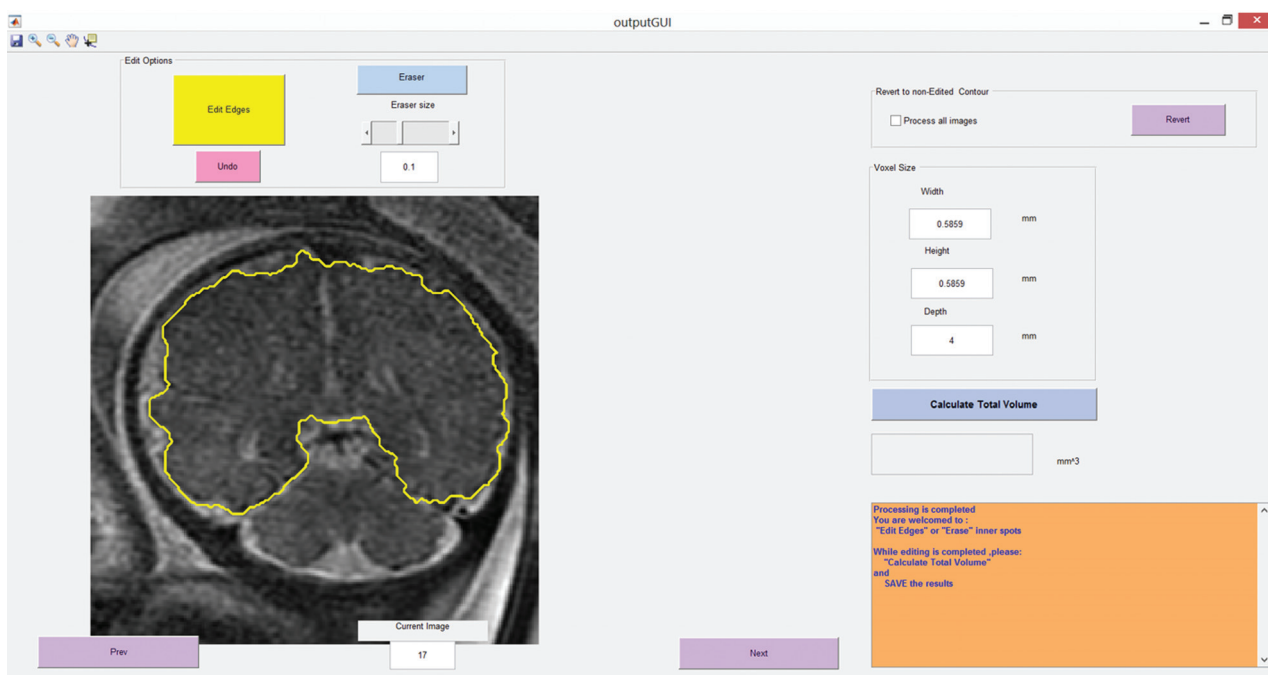 outputGUI
Edit Options
Edit Edges
Eraser
Eraser size
Undo
0.1
Revert to non-Edited Contour
Process all images
Revert
Voxel Size
Width
0.5859 mm
Height
0.5859 mm
Depth
4 mm
Calculate Total Volume
mm^3
Processing is completed
You are welcomed to :
"Edit Edges" or "Erase" inner spots
While editing is completed ,please:
"Calculate Total Volume"
and
SAVE the results
Current Image
Prev
17
Next